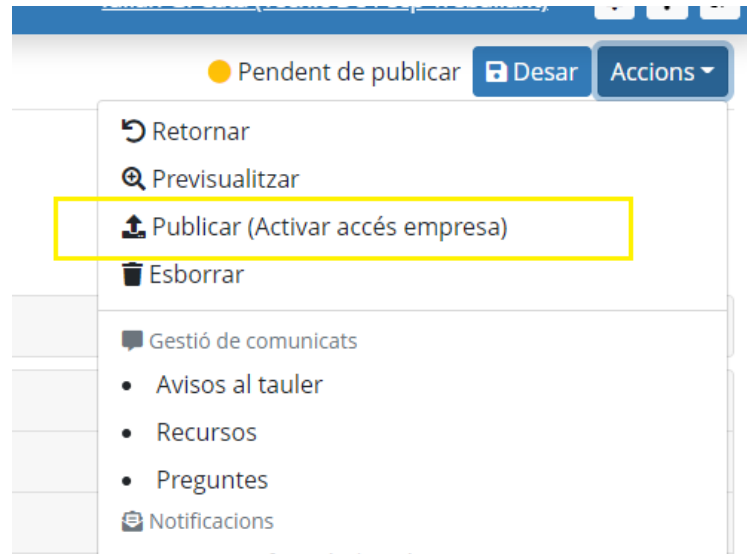 Pendent de publicar Desar Accions
Retornar
Previsualitzar
Publicar (Activar accés empresa)
Esborrar
Gestió de comunicats
Avisos al tauler
Recursos
Preguntes
Notificacions